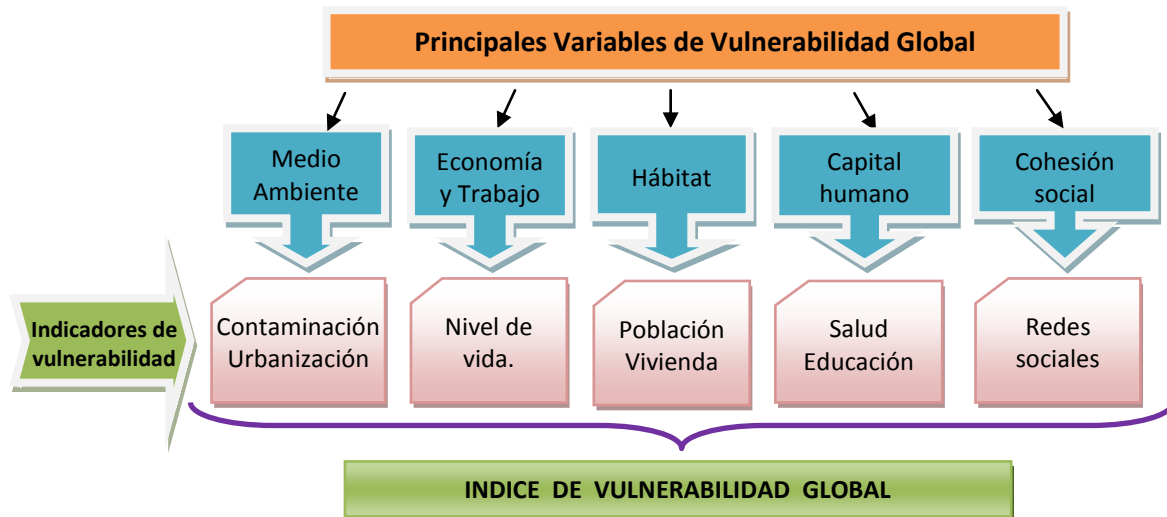 Principales Variables de Vulnerabilidad Global
Medio
Ambiente
Economía
y Trabajo
Hábitat
Capital
humano
Cohesión
social
Indicadores de
vulnerabilidad
Contaminación
Urbanización
Nivel de
vida.
Población
Vivienda
Salud
Educación
Redes
sociales
INDICE DE VULNERABILIDAD GLOBAL